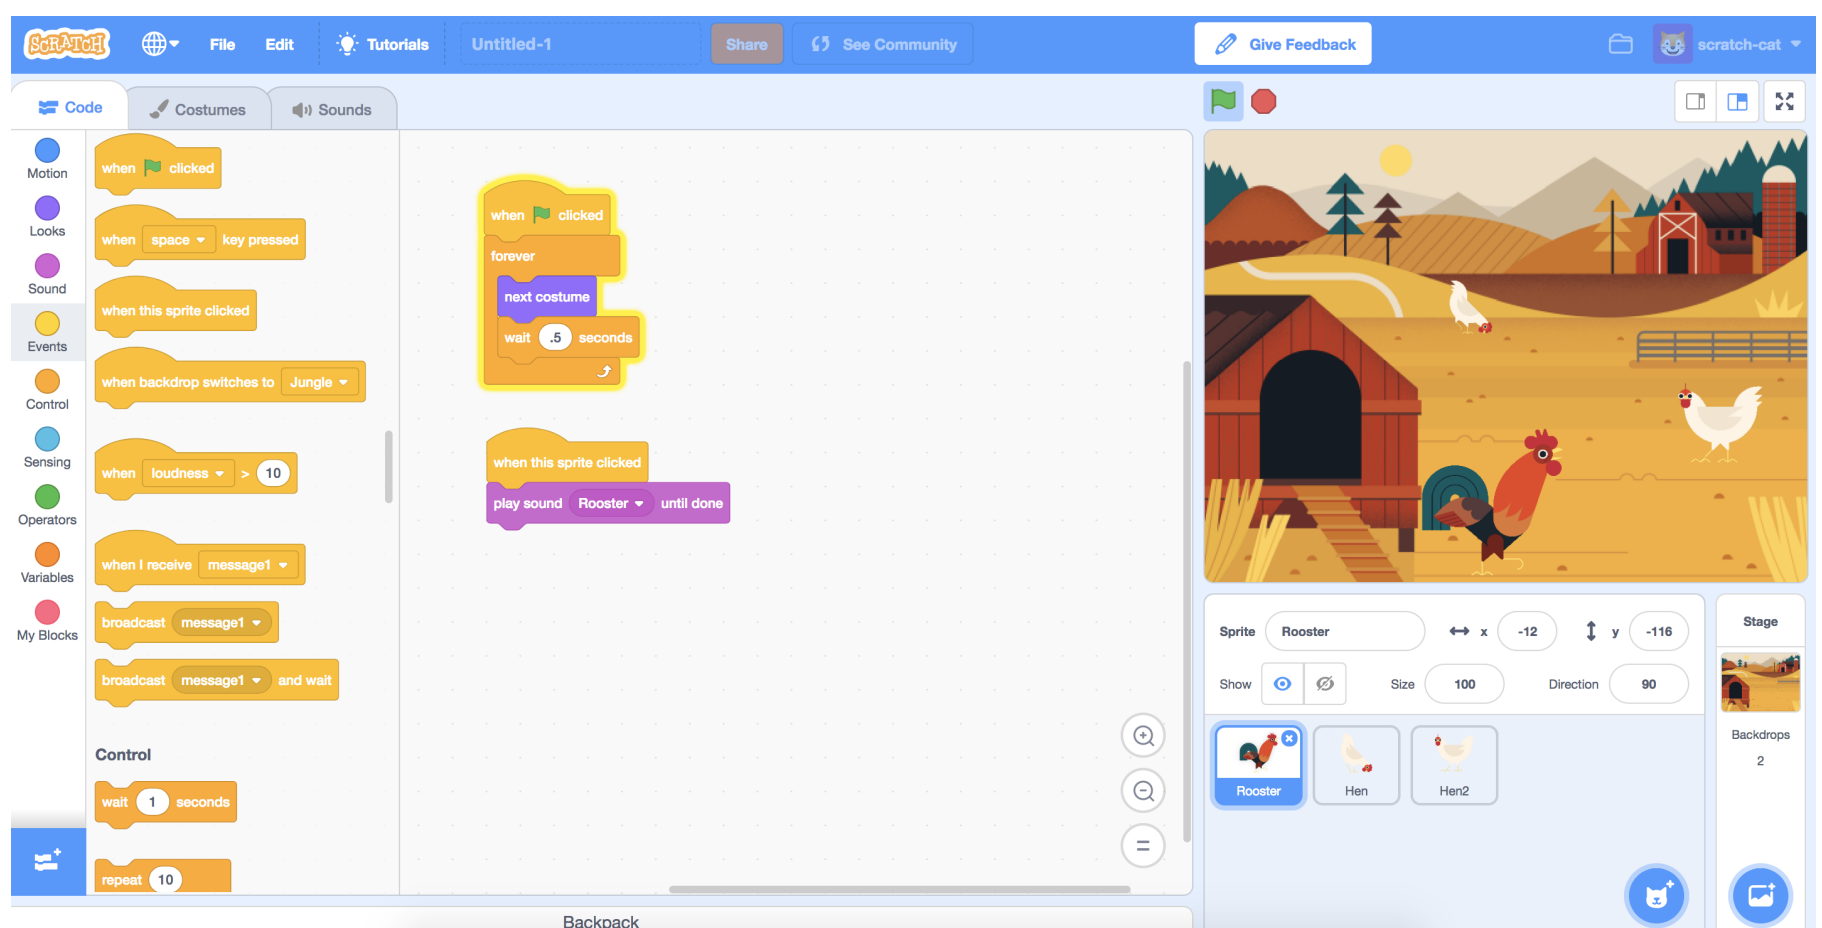 SCRATCH
File
Edit
Tutorials
Untitled-1
Share
See Community
Give Feedback
scratch-cat
Code
Costumes
Sounds
Motion
Looks
Sound
Events
Control
Sensing
Operators
Variables
My Blocks
when clicked
when space key pressed
when this sprite clicked
when backdrop switches to Jungle
when loudness > 10
when I receive message1
broadcast message1
broadcast message1 and wait
Control
wait 1 seconds
repeat 10
when clicked
forever
next costume
wait .5 seconds
when this sprite clicked
play sound Rooster until done
Backpack
Sprite Rooster x -12 y -116
Show Size 100 Direction 90
Rooster
Hen
Hen2
Stage
Backdrops
2